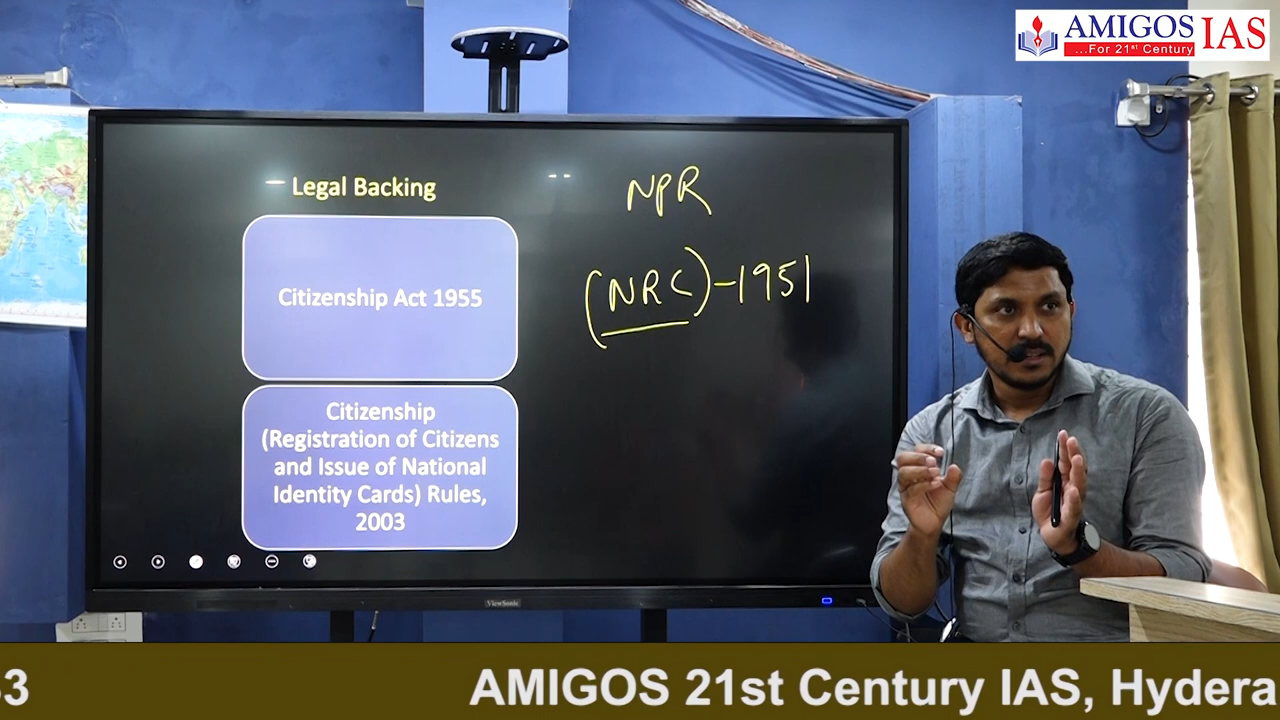 AMIGOS IAS
...For 21st Century
Legal Backing
NPR
Citizenship Act 1955
(NRC)-1951
Citizenship
(Registration of Citizens
and Issue of National
Identity Cards) Rules,
2003
ViewSonic
33
AMIGOS 21st Century IAS, Hydera